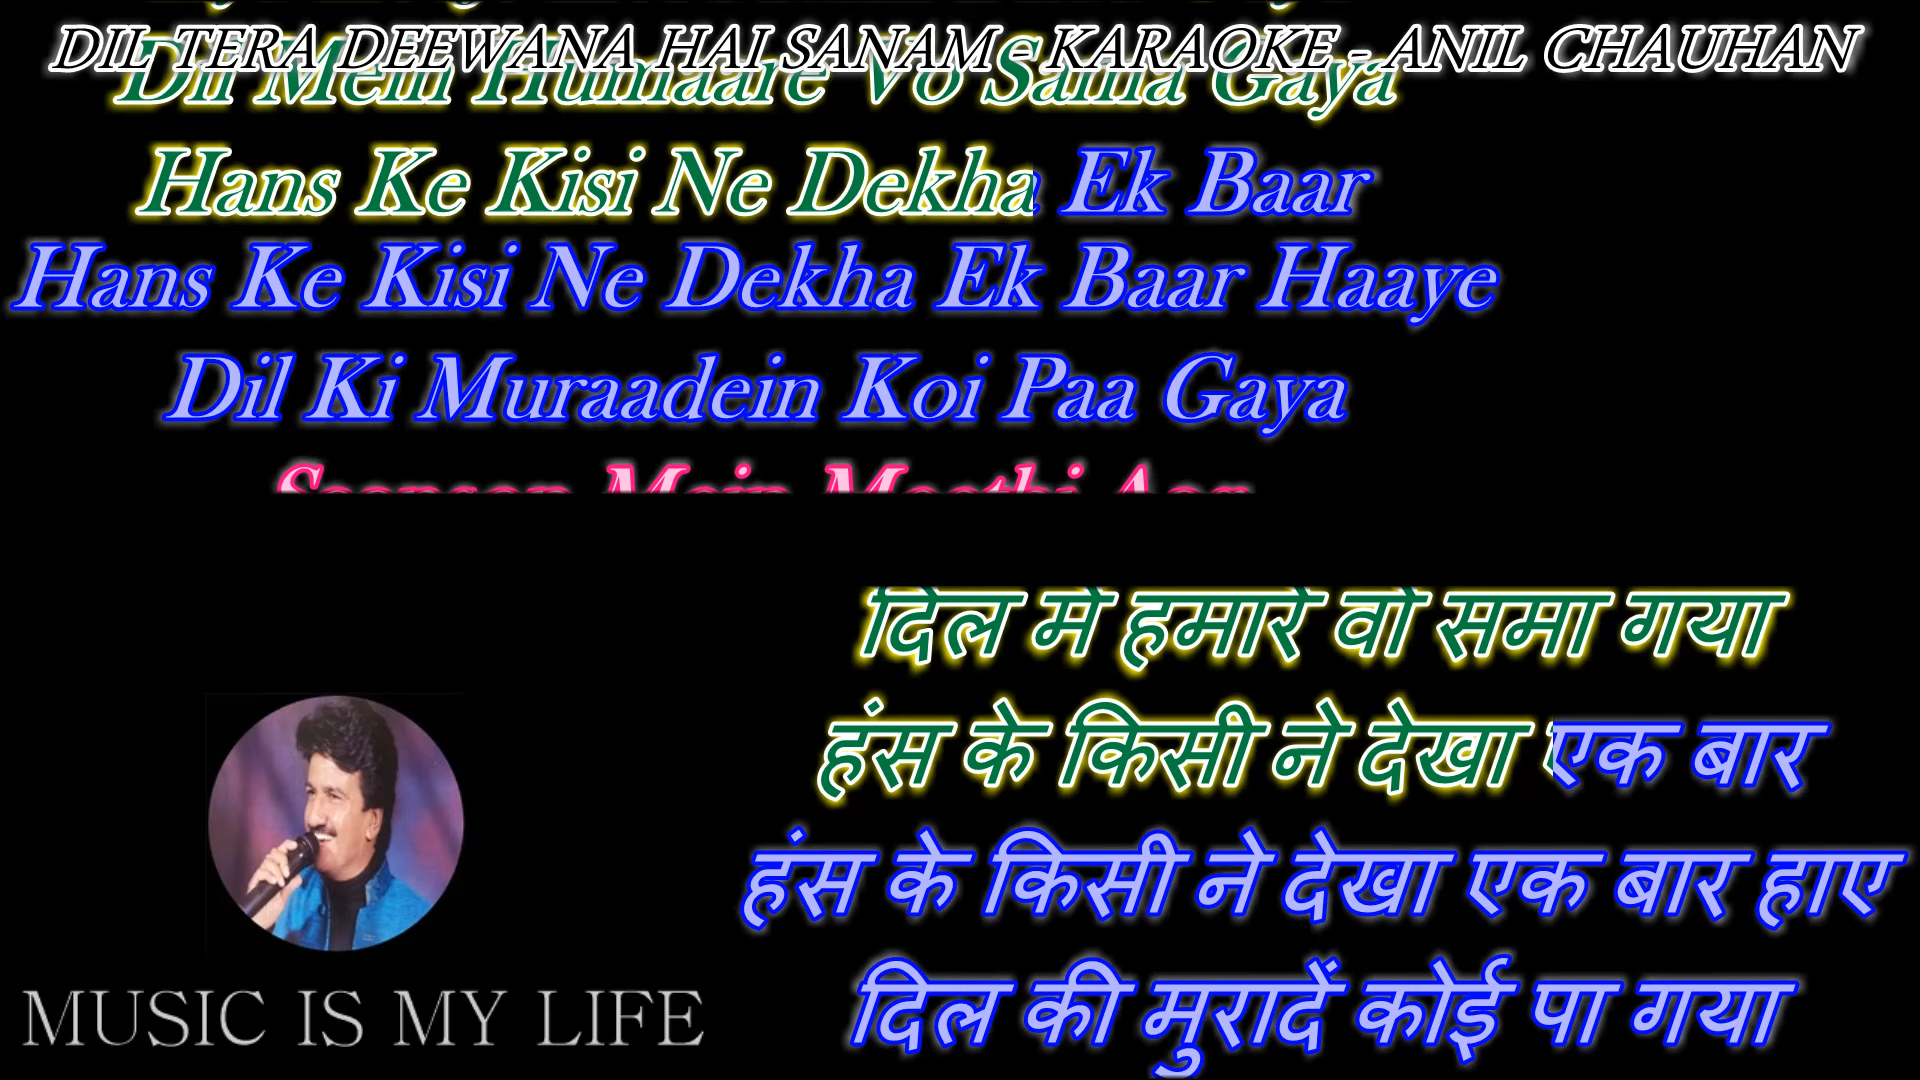 DIL TERA DEEWANA HAI SANAM - KARAOKE - ANIL CHAUHAN
Dil Mein Humaare Vo Sama Gaya
Hans Ke Kisi Ne Dekha Ek Baar
Hans Ke Kisi Ne Dekha Ek Baar Haaye
Dil Ki Muraadein Koi Paa Gaya
Mein Meethi
दिल में हमारे वो समा गया
हंस के किसी ने देखा एक बार
हंस के किसी ने देखा एक बार हाए
दिल की मुरादें कोई पा गया
MUSIC IS MY LIFE